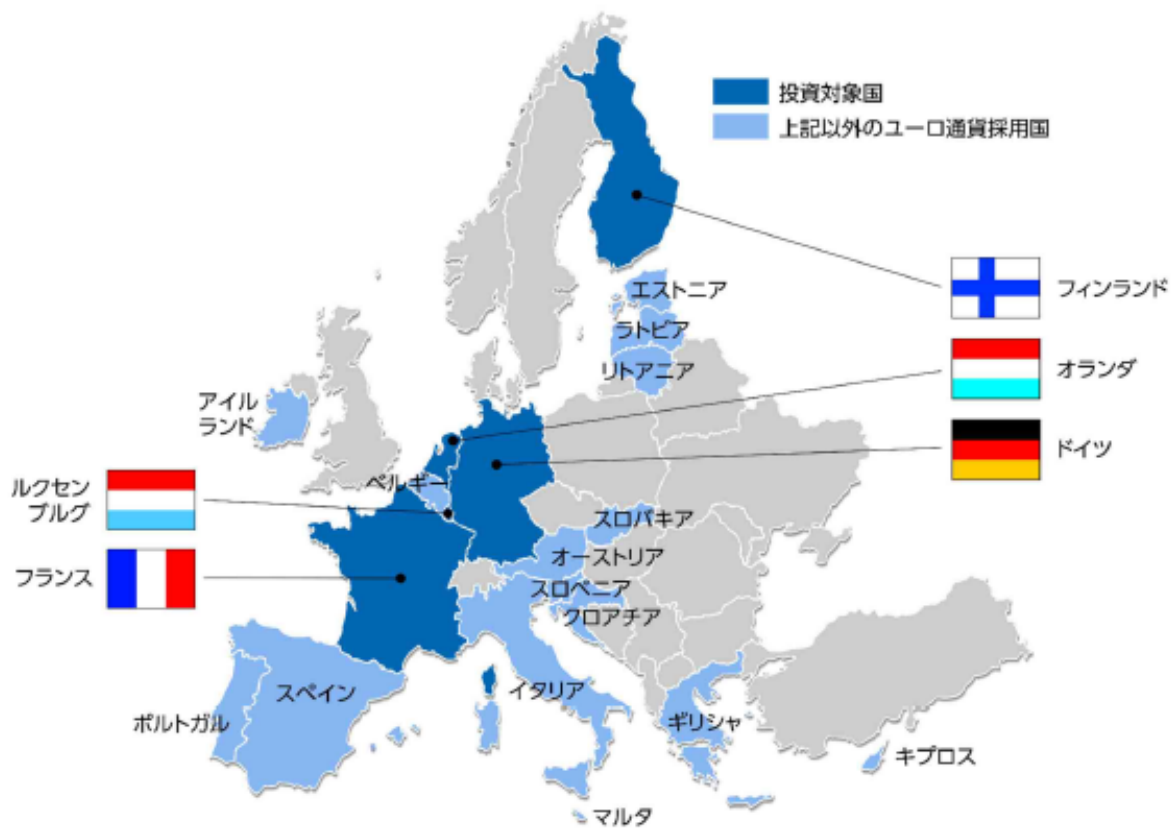 投資対象国
上記以外のユーロ通貨採用国
フィンランド
エストニア
ラトビア
リトアニア
オランダ
アイル
ランド
ドイツ
ベルギー
ルクセン
ブルグ
スロバキア
フランス
オーストリア
スロベニア
クロアチア
スペイン
イタリア
ポルトガル
ギリシャ
キプロス
マルタ